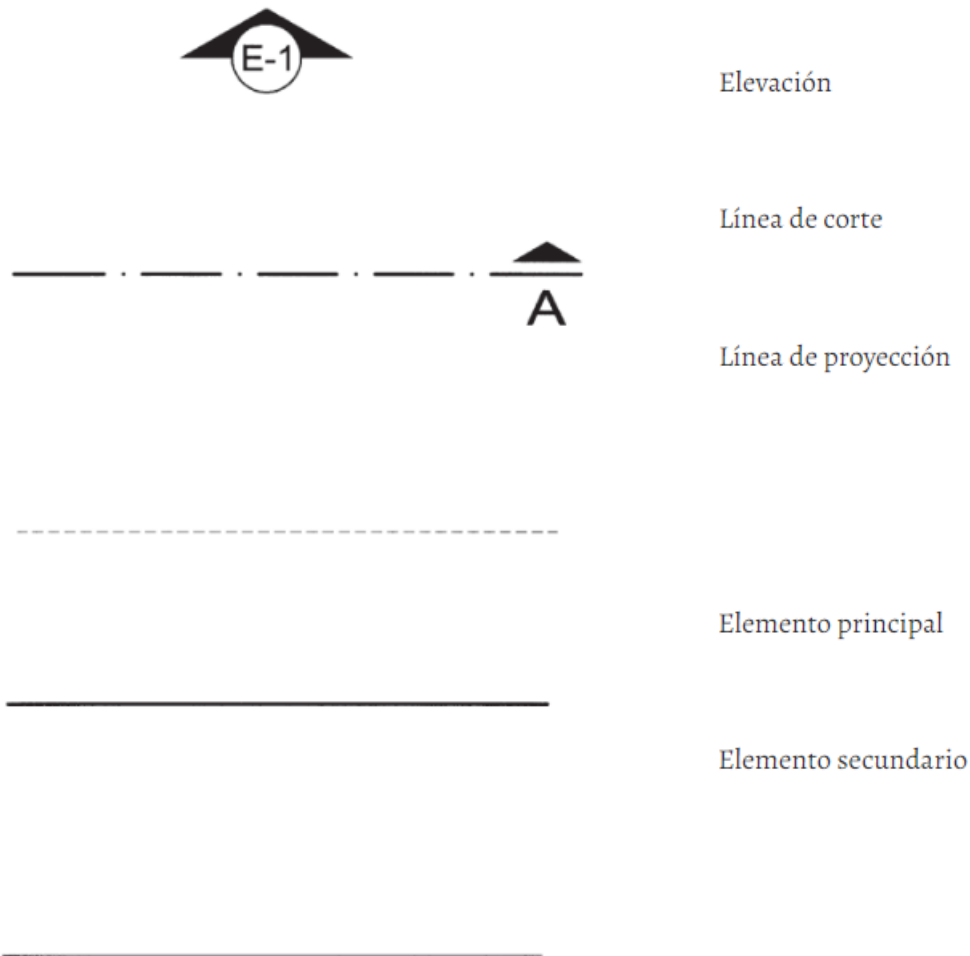 E-1
Elevación
Línea de corte
A
Línea de proyección
Elemento principal
Elemento secundario